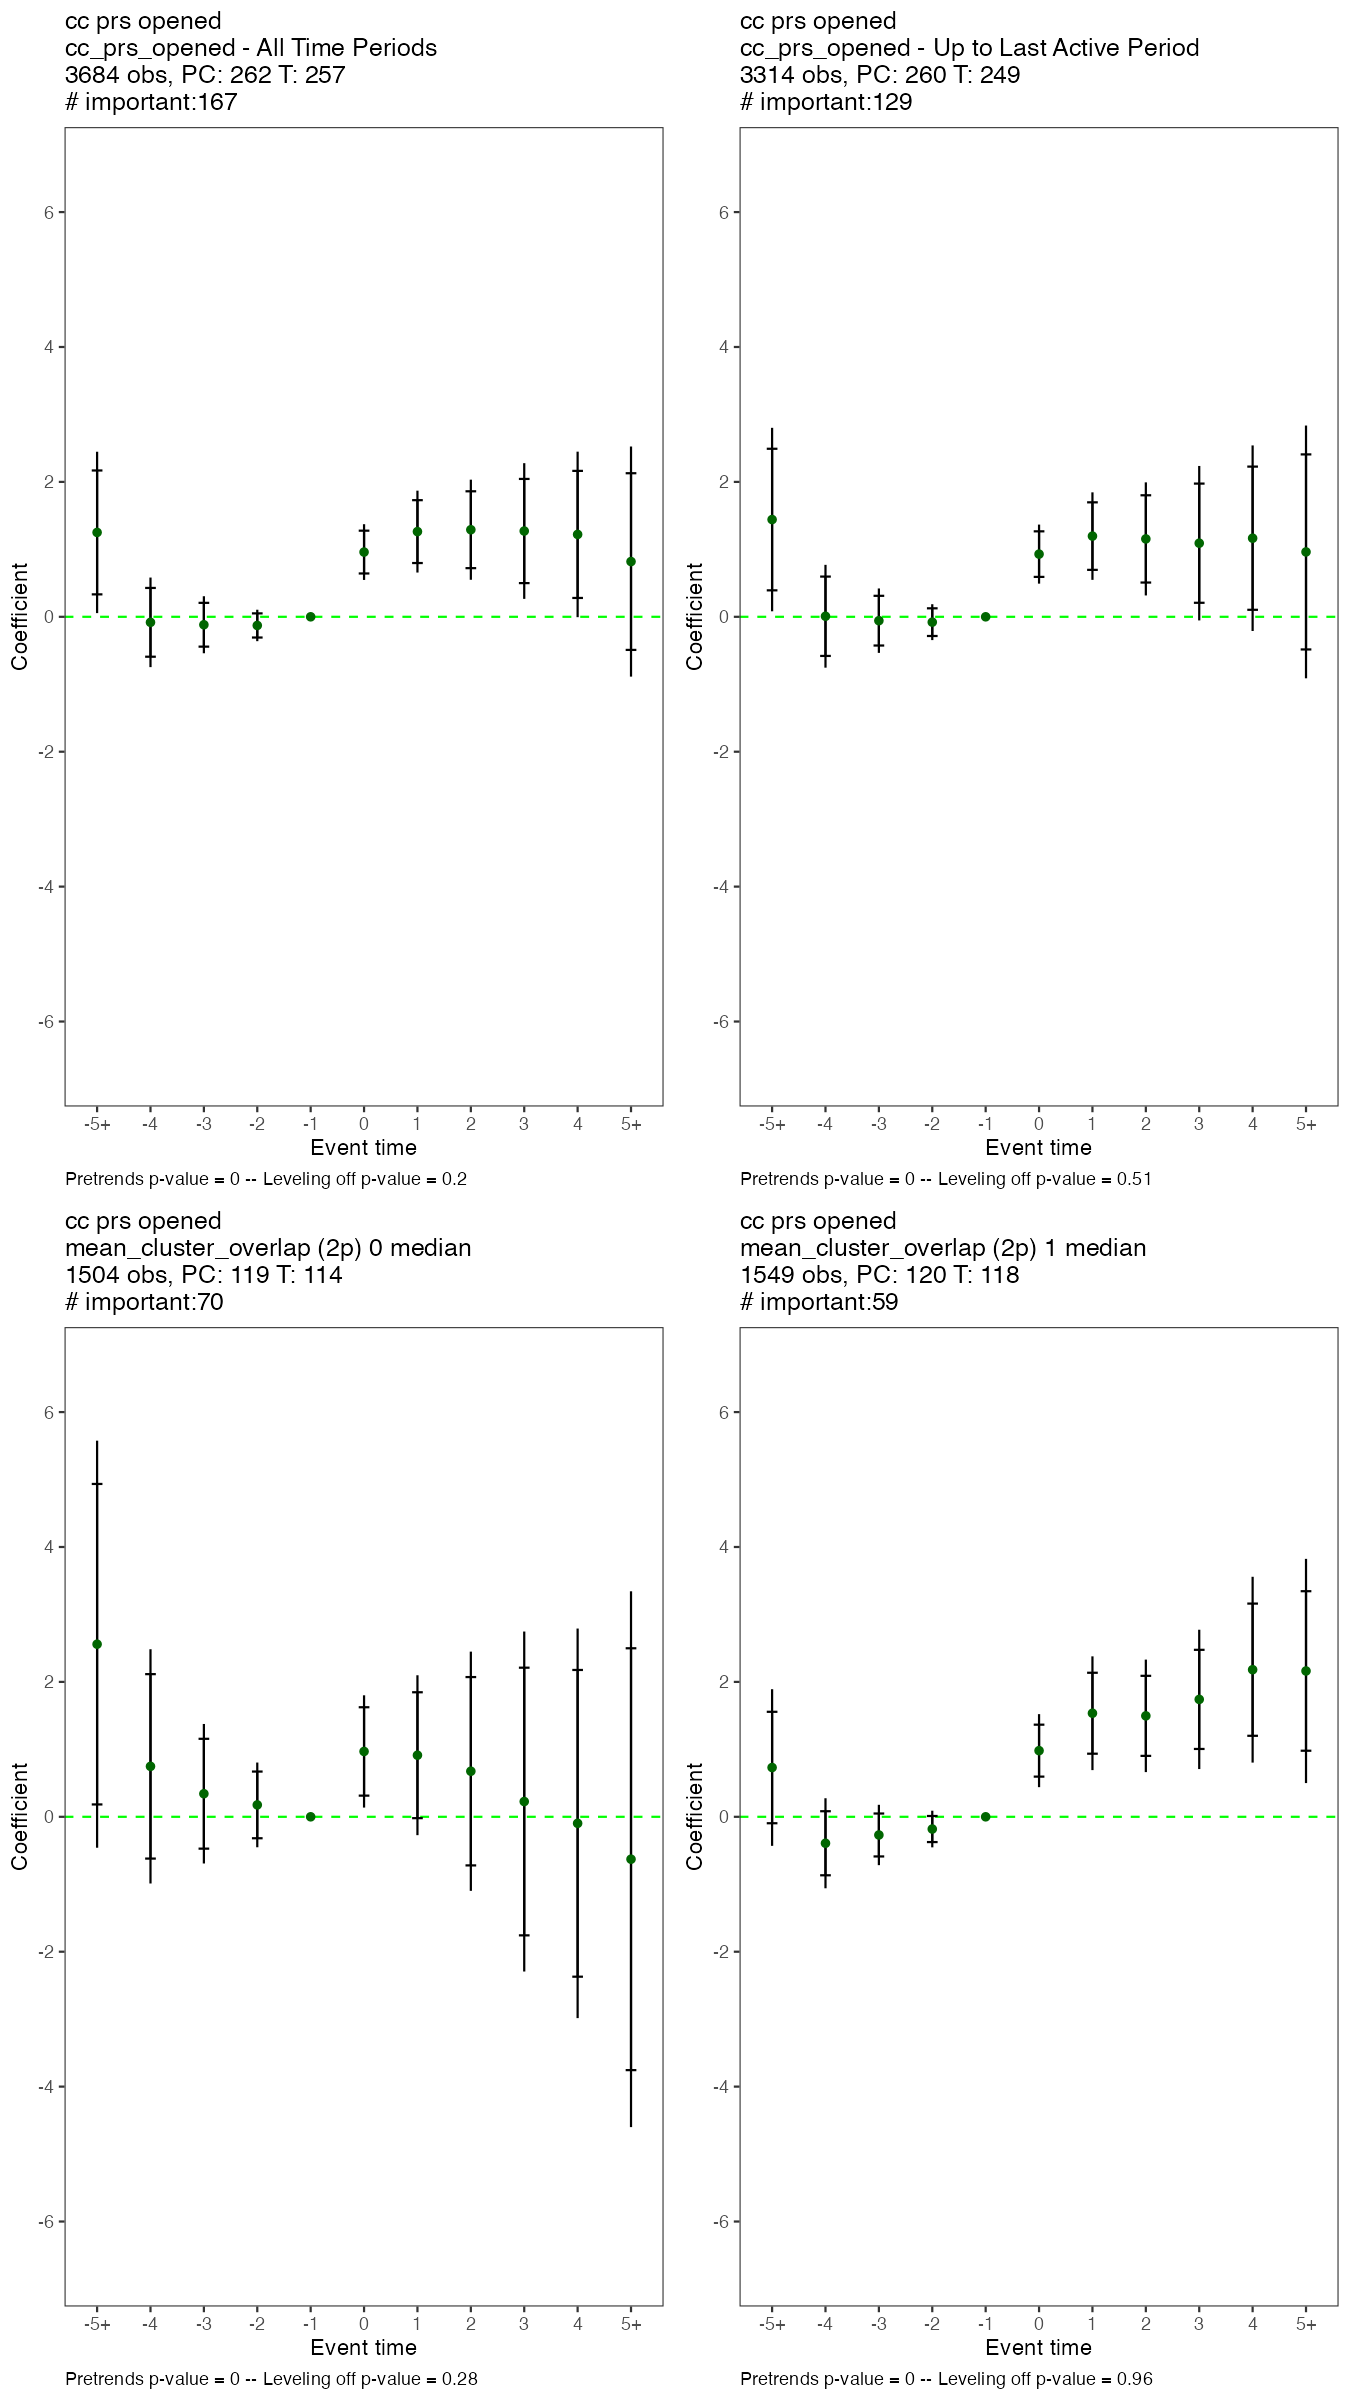 cc prs opened
cc_prs_opened - All Time Periods
3684 obs, PC: 262 T: 257
# important:167
6
4
2
0
-2
-4
-6
Coefficient
-5+ -4 -3 -2 -1 0 1 2 3 4 5+
Event time
Pretrends p-value = 0 -- Leveling off p-value = 0.2
cc prs opened
cc_prs_opened - Up to Last Active Period
3314 obs, PC: 260 T: 249
# important:129
6
4
2
0
-2
-4
-6
Coefficient
-5+ -4 -3 -2 -1 0 1 2 3 4 5+
Event time
Pretrends p-value = 0 -- Leveling off p-value = 0.51
cc prs opened
mean_cluster_overlap (2p) 0 median
1504 obs, PC: 119 T: 114
# important:70
6
4
2
0
-2
-4
-6
Coefficient
-5+ -4 -3 -2 -1 0 1 2 3 4 5+
Event time
Pretrends p-value = 0 -- Leveling off p-value = 0.28
cc prs opened
mean_cluster_overlap (2p) 1 median
1549 obs, PC: 120 T: 118
# important:59
6
4
2
0
-2
-4
-6
Coefficient
-5+ -4 -3 -2 -1 0 1 2 3 4 5+
Event time
Pretrends p-value = 0 -- Leveling off p-value = 0.96